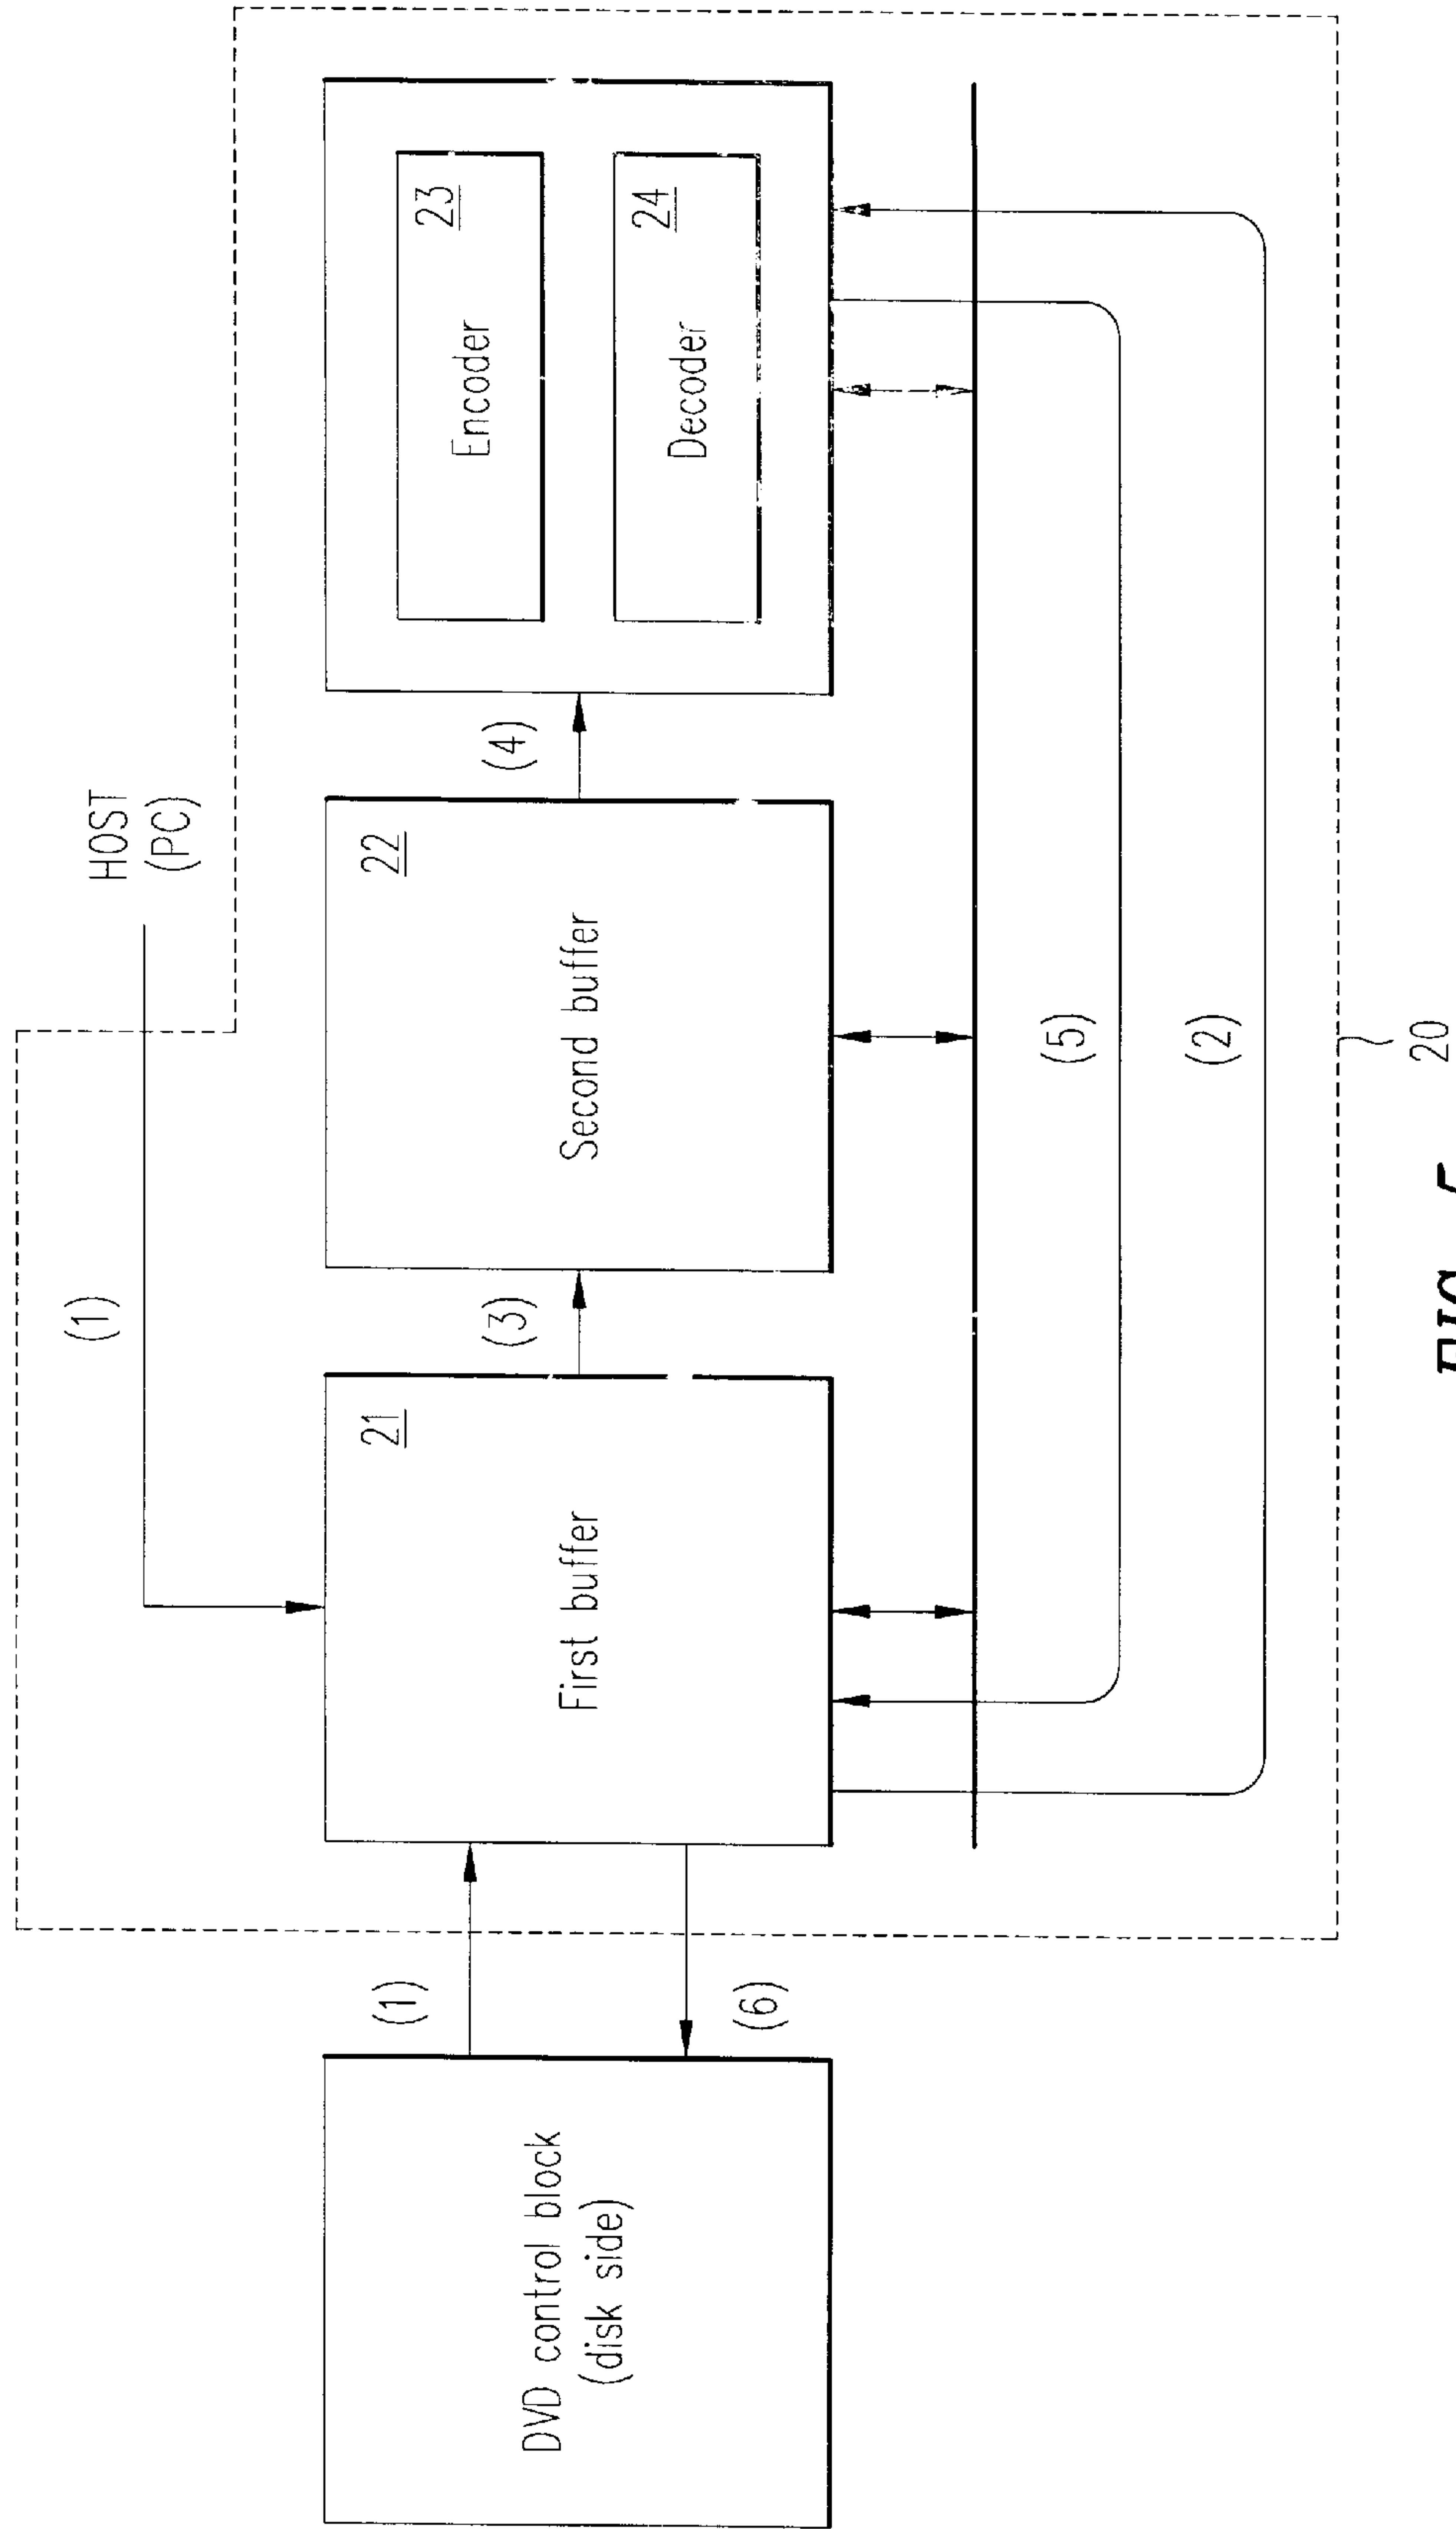 HOST
(PC)
(1)
DVD control block
(disk side)
(1)
(6)
21
First buffer
(3)
22
Second buffer
(4)
23
Encoder
24
Decoder
(5)
(2)
20